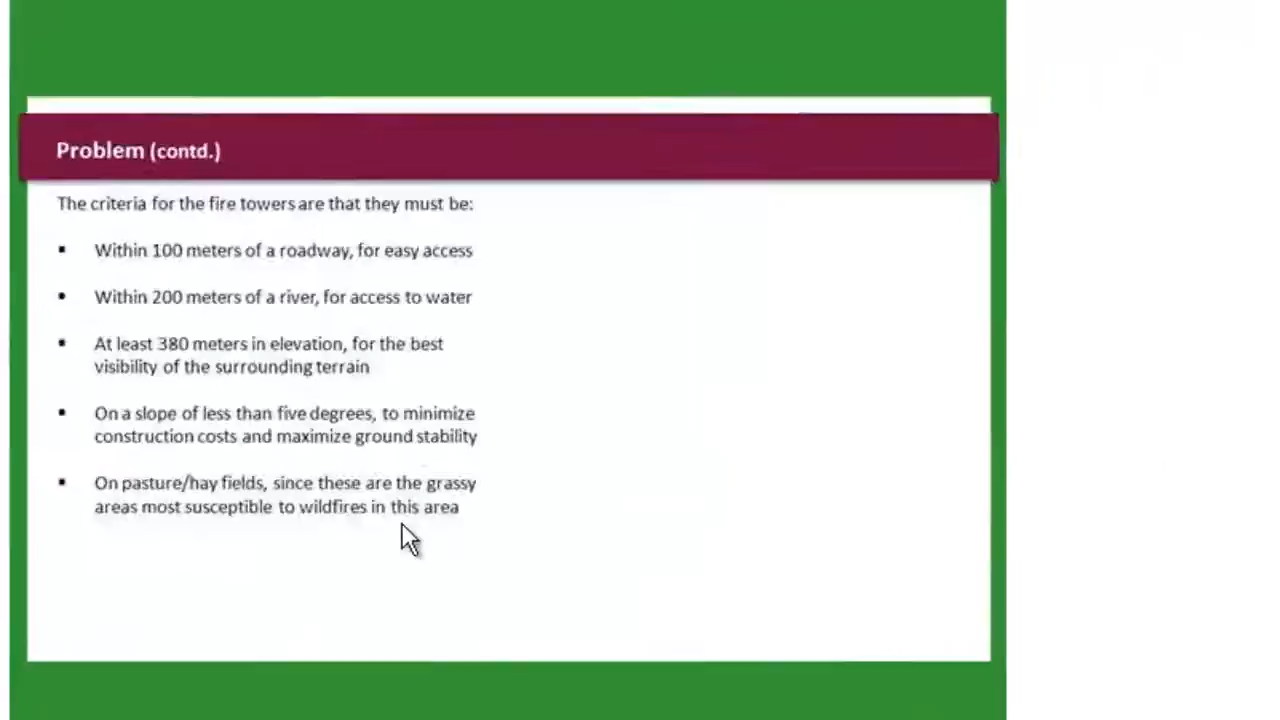 Problem (contd.)
The criteria for the fire towers are that they must be:
▪ Within 100 meters of a roadway, for easy access
▪ Within 200 meters of a river, for access to water
▪ At least 380 meters in elevation, for the best
visibility of the surrounding terrain
▪ On a slope of less than five degrees, to minimize
construction costs and maximize ground stability
▪ On pasture/hay fields, since these are the grassy
areas most susceptible to wildfires in this area